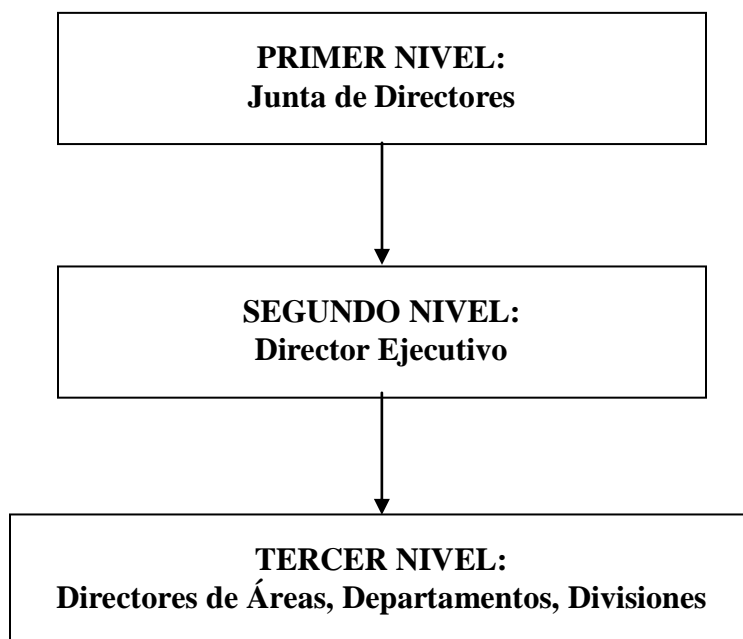 PRIMER NIVEL:
Junta de Directores
SEGUNDO NIVEL:
Director Ejecutivo
TERCER NIVEL:
Directores de Áreas, Departamentos, Divisiones